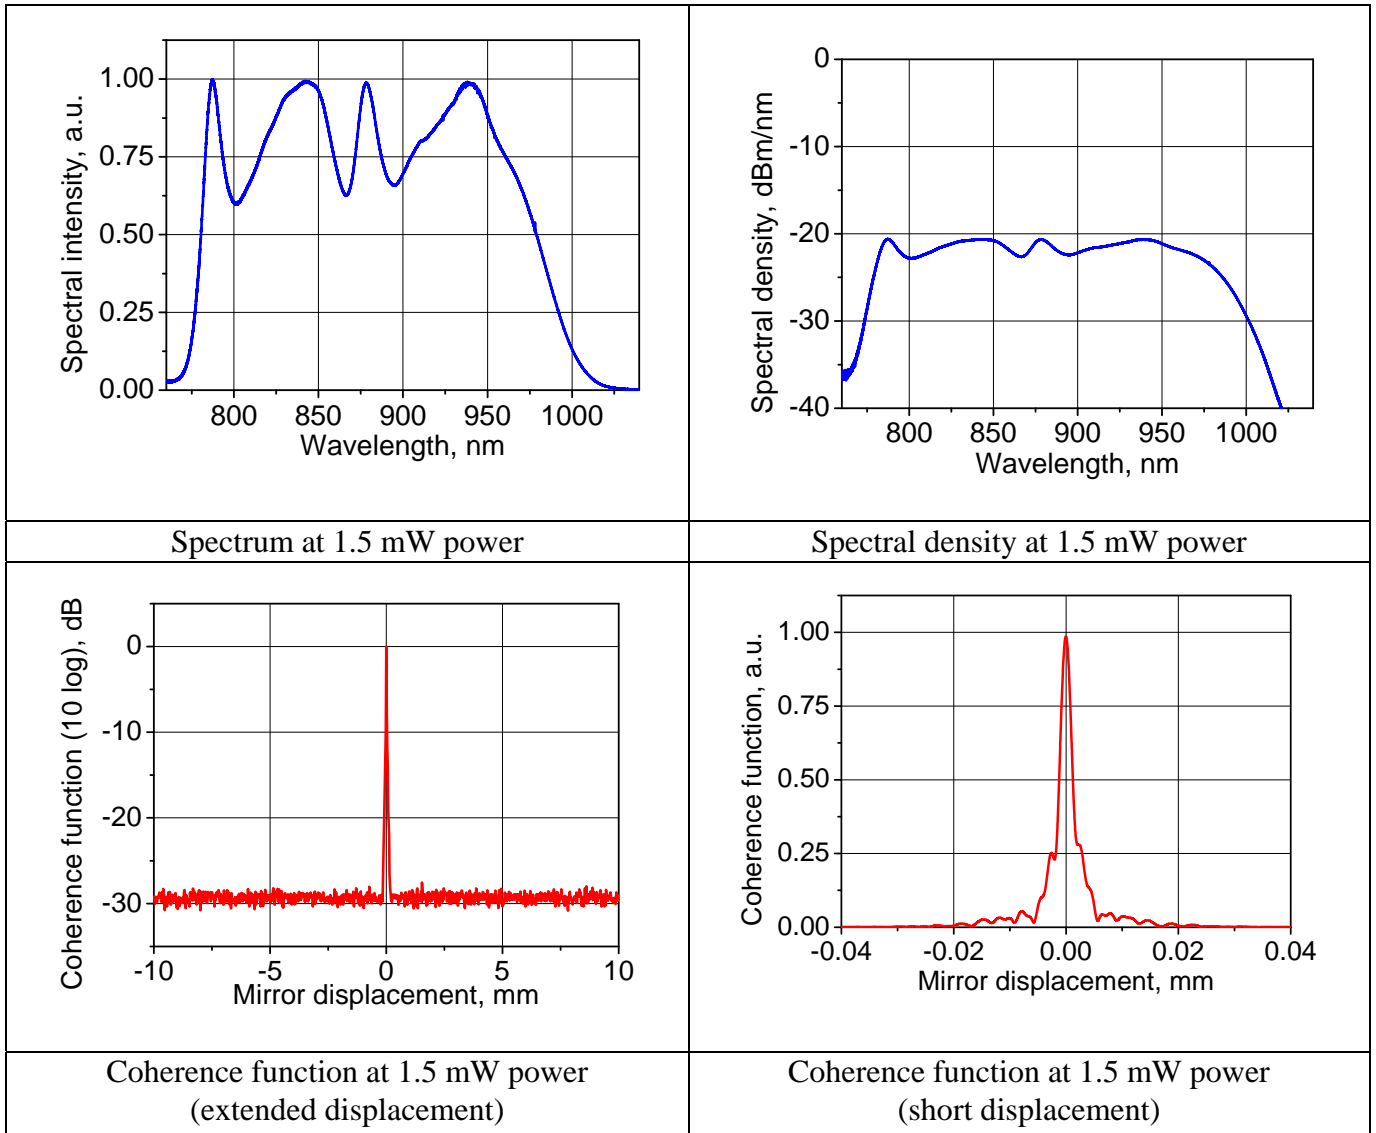 Spectral intensity, a.u.
1.00
0.75
0.50
0.25
0.00
800 850 900 950 1000
Wavelength, nm
Spectral density, dBm/nm
0
-10
-20
-30
-40
800 850 900 950 1000
Wavelength, nm
Spectrum at 1.5 mW power
Spectral density at 1.5 mW power
Coherence function (10 log), dB
0
-10
-20
-30
-10 -5 0 5 10
Mirror displacement, mm
Coherence function, a.u.
1.00
0.75
0.50
0.25
0.00
-0.04 -0.02 0.00 0.02 0.04
Mirror displacement, mm
Coherence function at 1.5 mW power
(extended displacement)
Coherence function at 1.5 mW power
(short displacement)